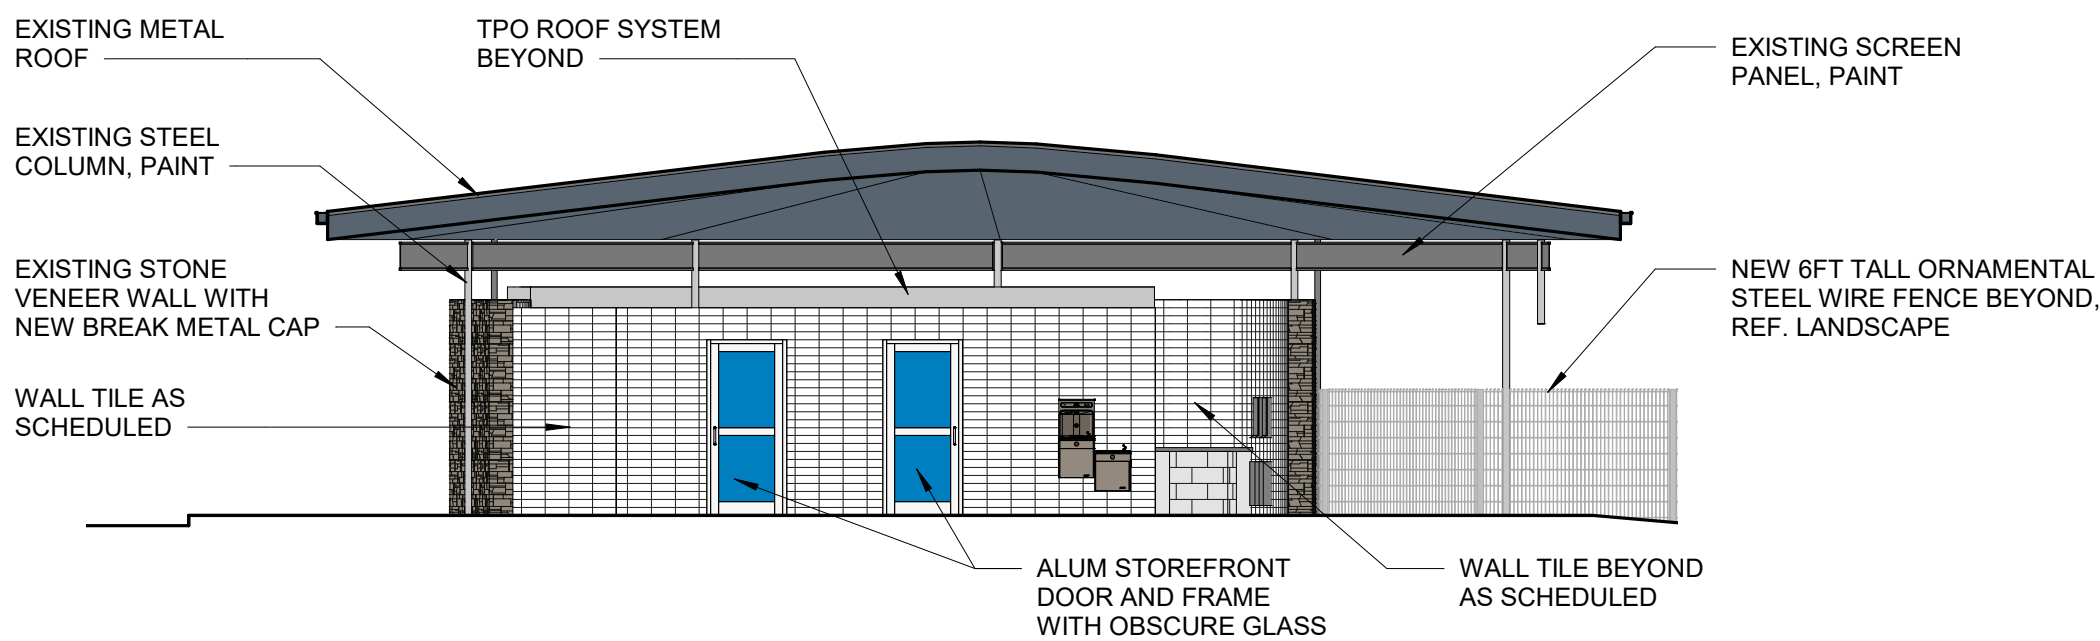 EXISTING METAL
ROOF
TPO ROOF SYSTEM
BEYOND
EXISTING SCREEN
PANEL, PAINT
EXISTING STEEL
COLUMN, PAINT
EXISTING STONE
VENEER WALL WITH
NEW BREAK METAL CAP
NEW 6FT TALL ORNAMENTAL
STEEL WIRE FENCE BEYOND,
REF. LANDSCAPE
WALL TILE AS
SCHEDULED
ALUM STOREFRONT
DOOR AND FRAME
WITH OBSCURE GLASS
WALL TILE BEYOND
AS SCHEDULED